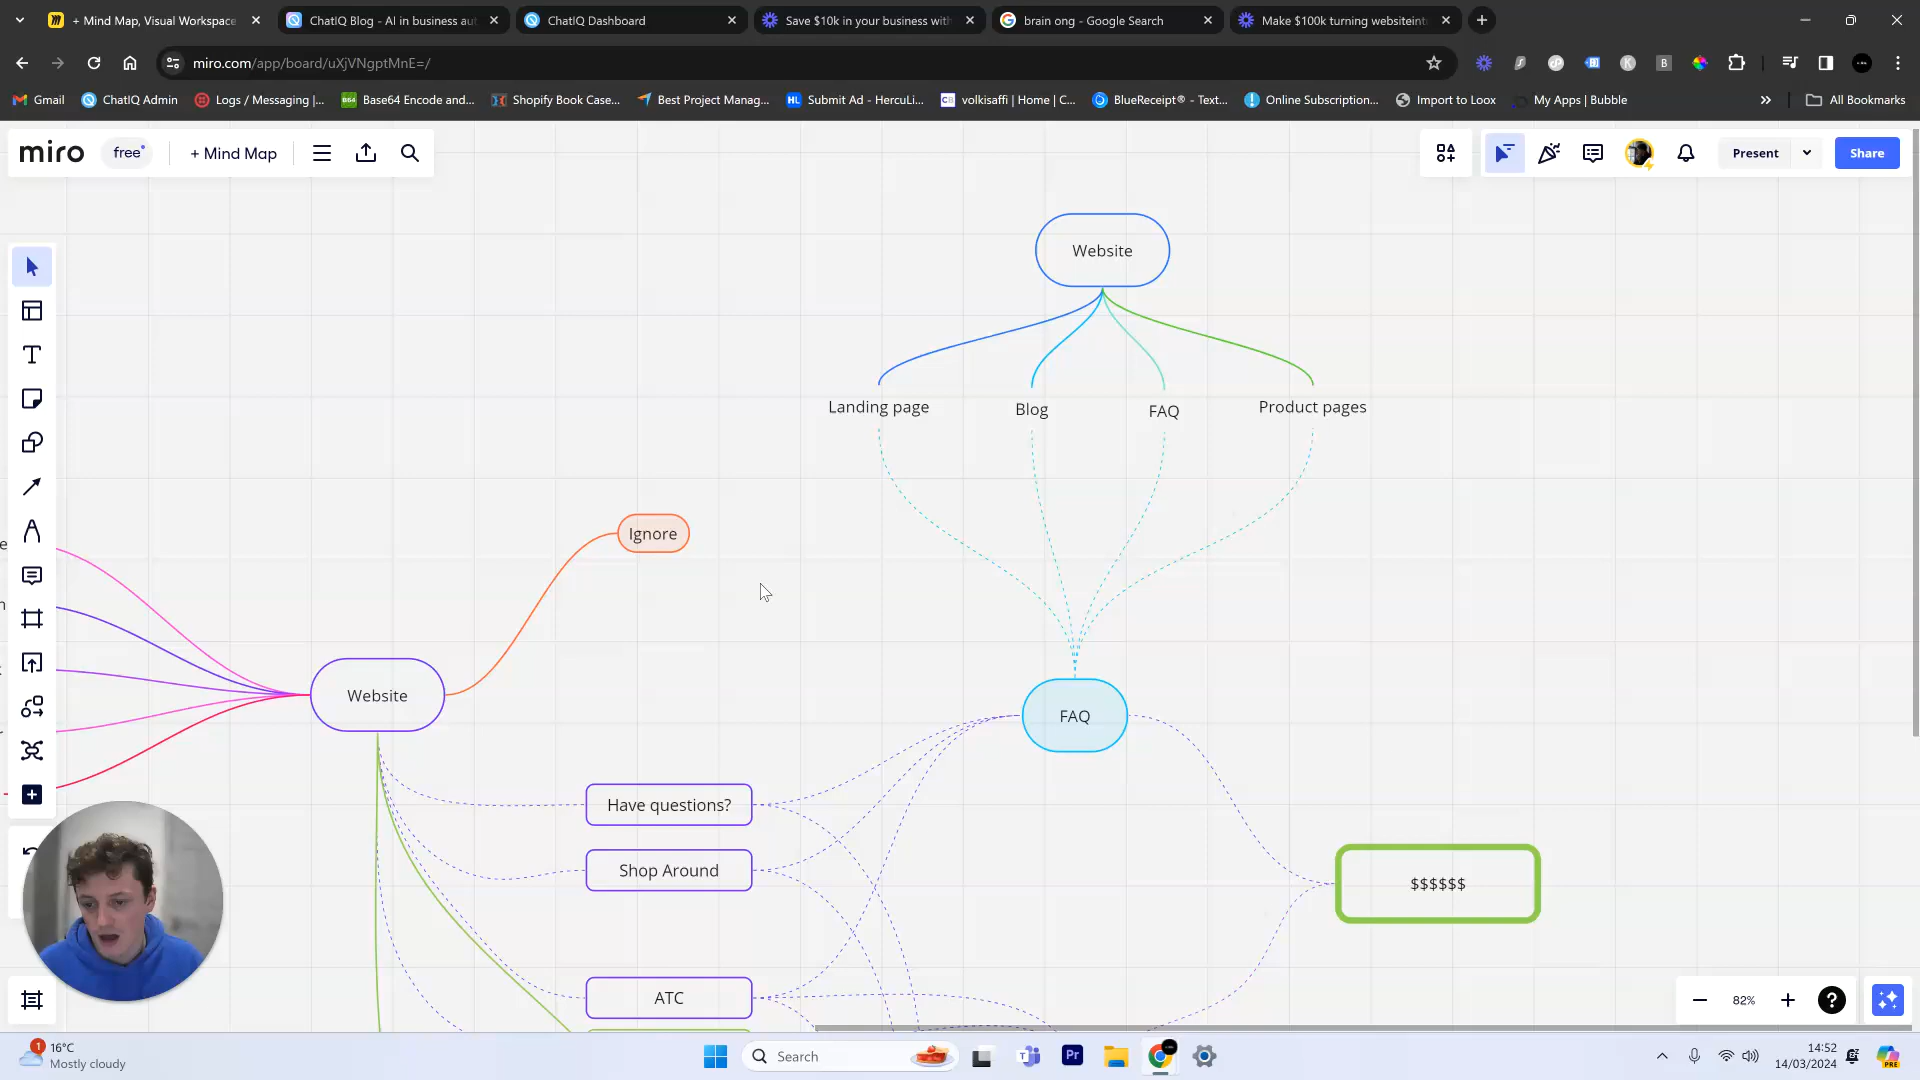 + Mind Map, Visual Workspace
ChatIQ Blog - AI in business aut
ChatIQ Dashboard
Save $10k in your business with
brain ong - Google Search
Make $100k turning websiteint
miro.com/app/board/uXjVNgptMnE=/
Gmail
ChatIQ Admin
Logs / Messaging |...
Base64 Encode and...
Shopify Book Case...
Best Project Manag...
Submit Ad - HercuLi...
volkisaffi | Home | C...
BlueReceipt® - Text...
Online Subscription...
Import to Loox
My Apps | Bubble
All Bookmarks
miro
free
+ Mind Map
Present
Share
Website
Landing page
Blog
FAQ
Product pages
Ignore
Website
FAQ
Have questions?
Shop Around
$$$$$$
ATC
82%
1
16°C
Mostly cloudy
Search
Pr
14:52
14/03/2024
PRE